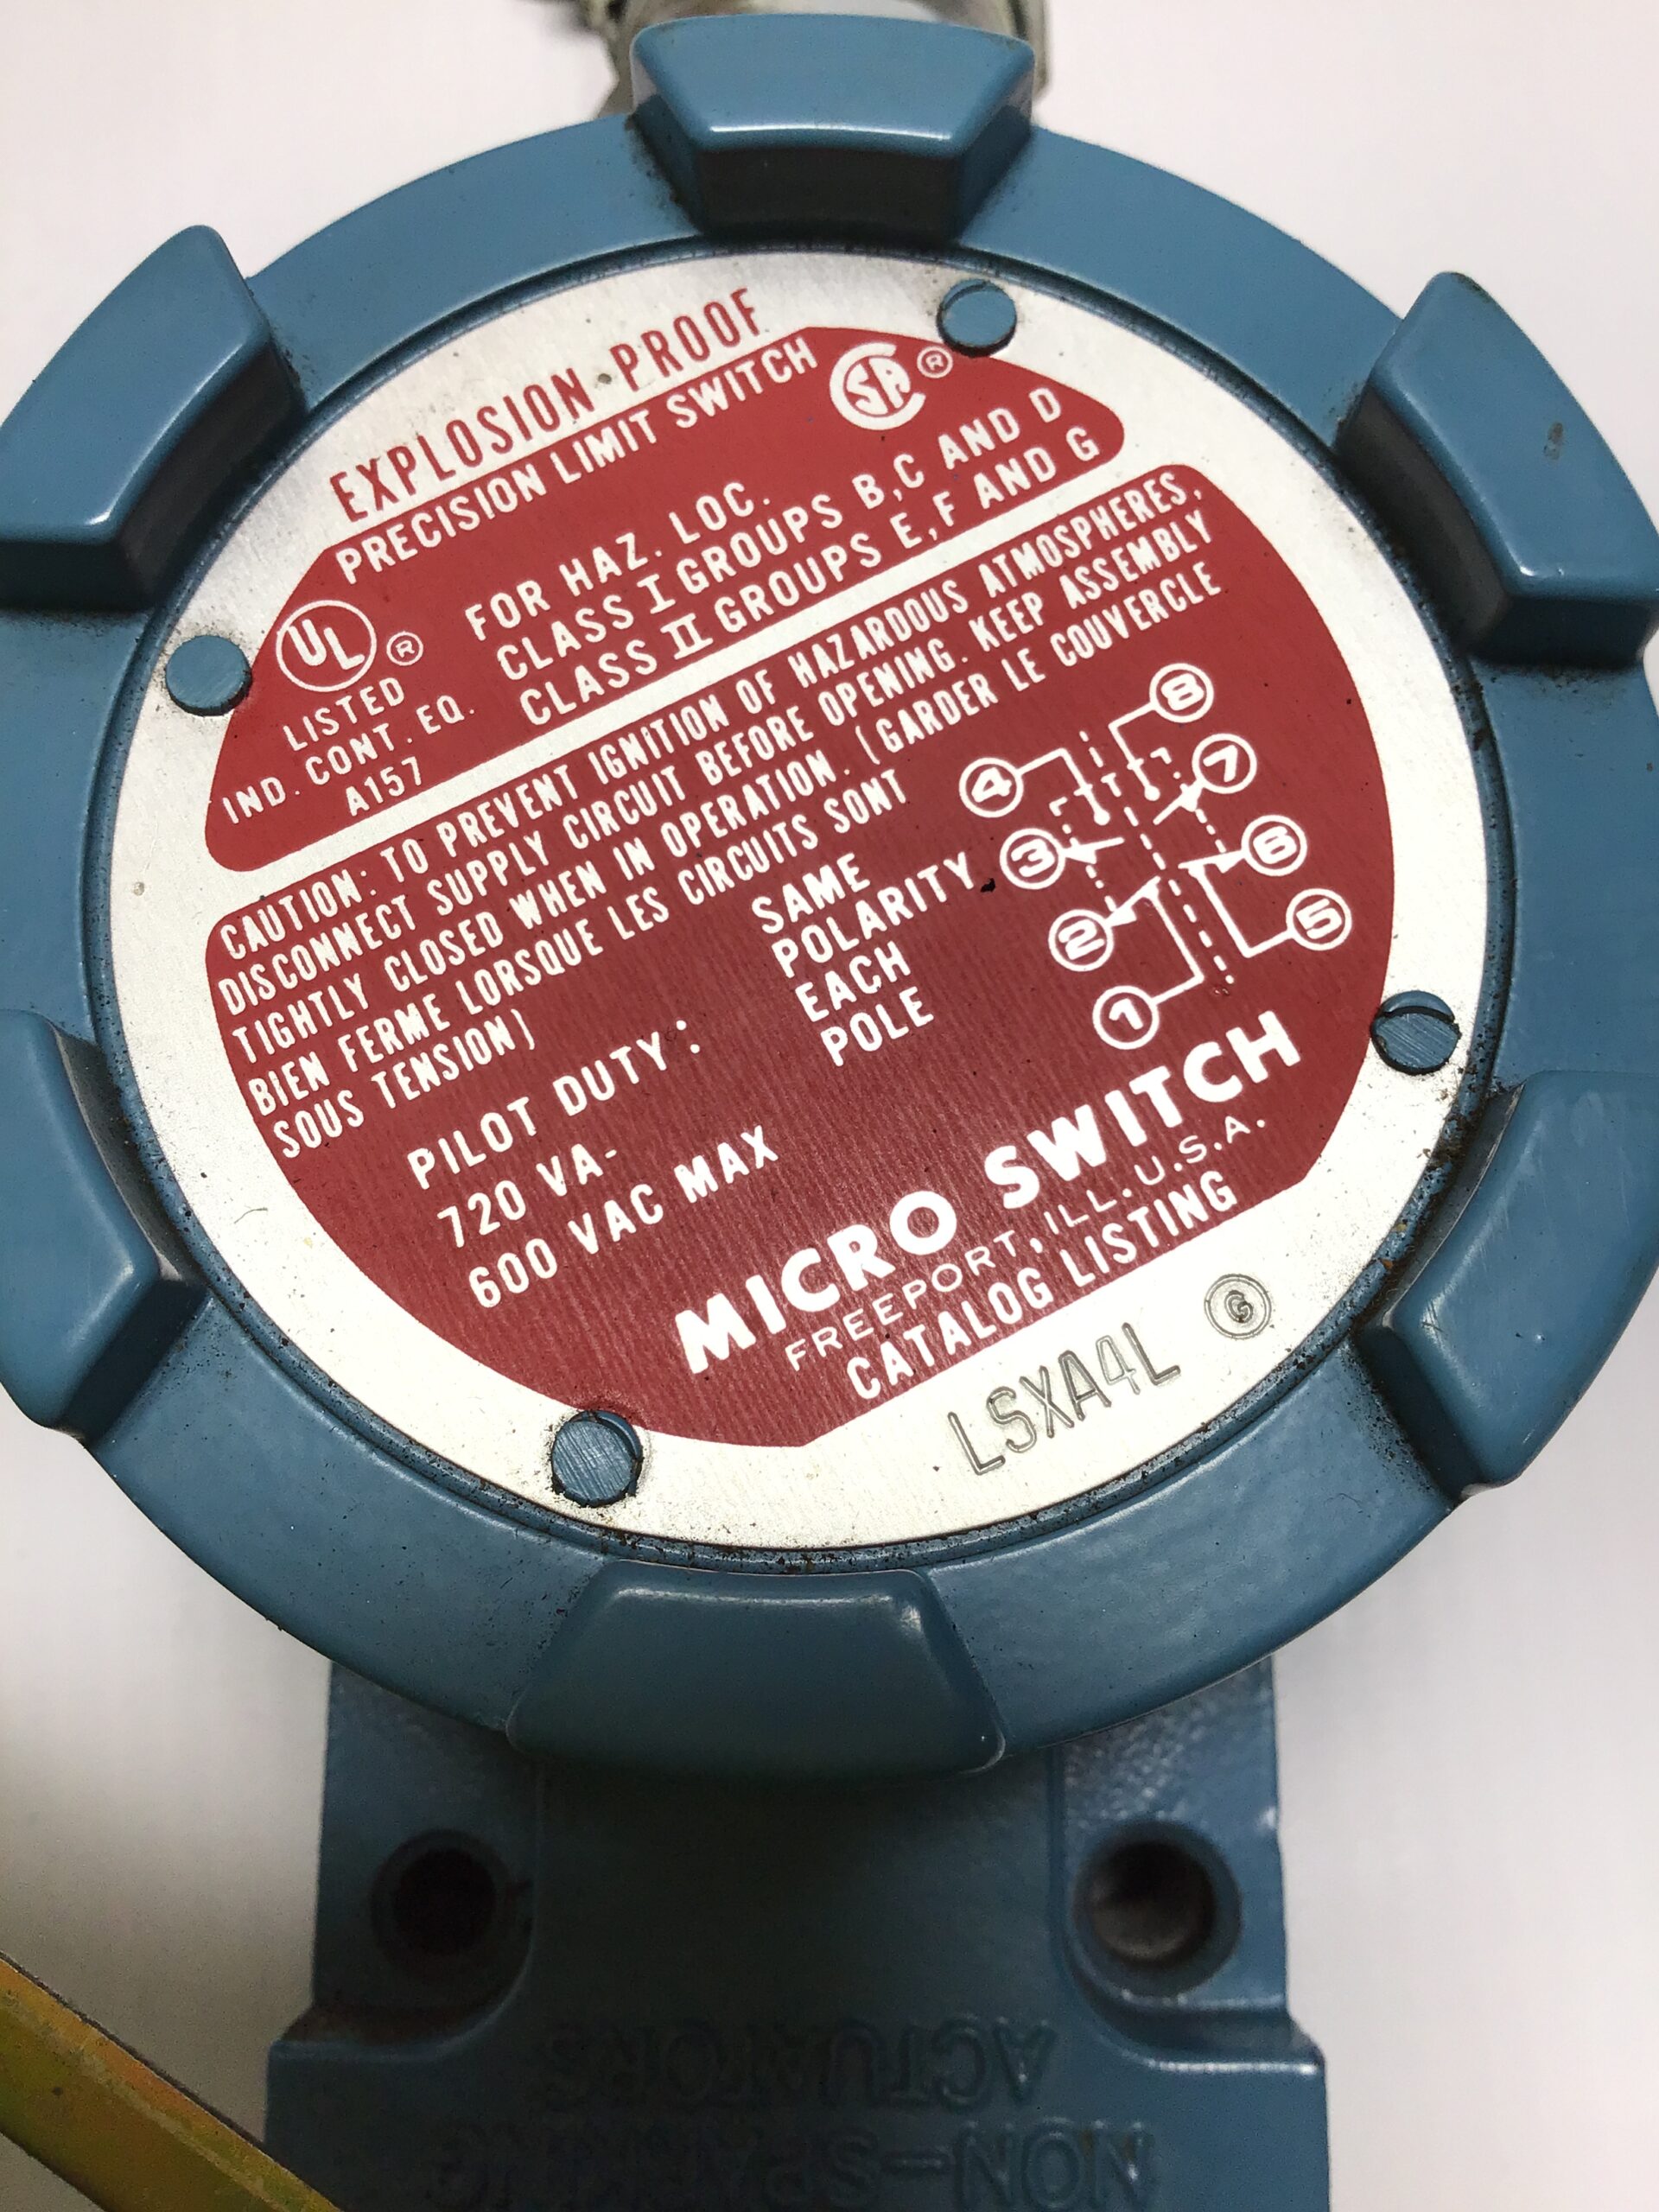 EXPLOSION-PROOF
PRECISION LIMIT SWITCH
SA ®
UL ®
LISTED
IND. CONT. EQ.
A157
FOR HAZ. LOC.
CLASS I GROUPS B,C AND D
CLASS II GROUPS E,F AND G
CAUTION: TO PREVENT IGNITION OF HAZARDOUS ATMOSPHERES,
DISCONNECT SUPPLY CIRCUIT BEFORE OPENING. KEEP ASSEMBLY
TIGHTLY CLOSED WHEN IN OPERATION. (GARDER LE COUVERCLE
BIEN FERME LORSQUE LES CIRCUITS SONT
SOUS TENSION)
PILOT DUTY:
720 VA-
600 VAC MAX
SAME
POLARITY
EACH
POLE
4
3
2
1
8
7
6
5
MICRO SWITCH
FREEPORT, ILL. U.S.A.
CATALOG LISTING
LSXA4L G
NON-SPARKING
ACTUATORS